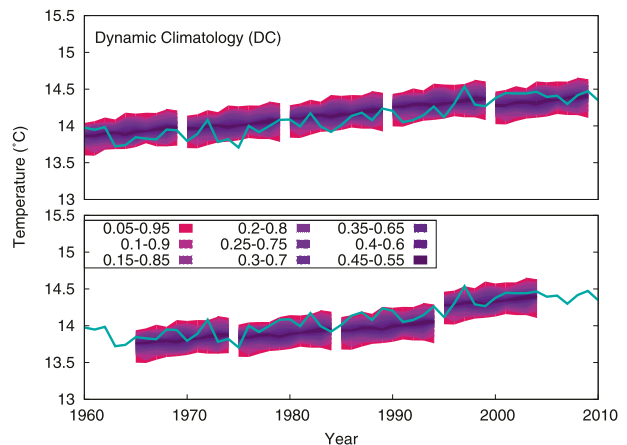 15.5
Dynamic Climatology (DC)
15
14.5
14
13.5
13
Temperature (°C)
15.5
0.05-0.95 0.2-0.8 0.35-0.65
0.1-0.9 0.25-0.75 0.4-0.6
0.15-0.85 0.3-0.7 0.45-0.55
15
14.5
14
13.5
13
1960 1970 1980 1990 2000 2010
Year